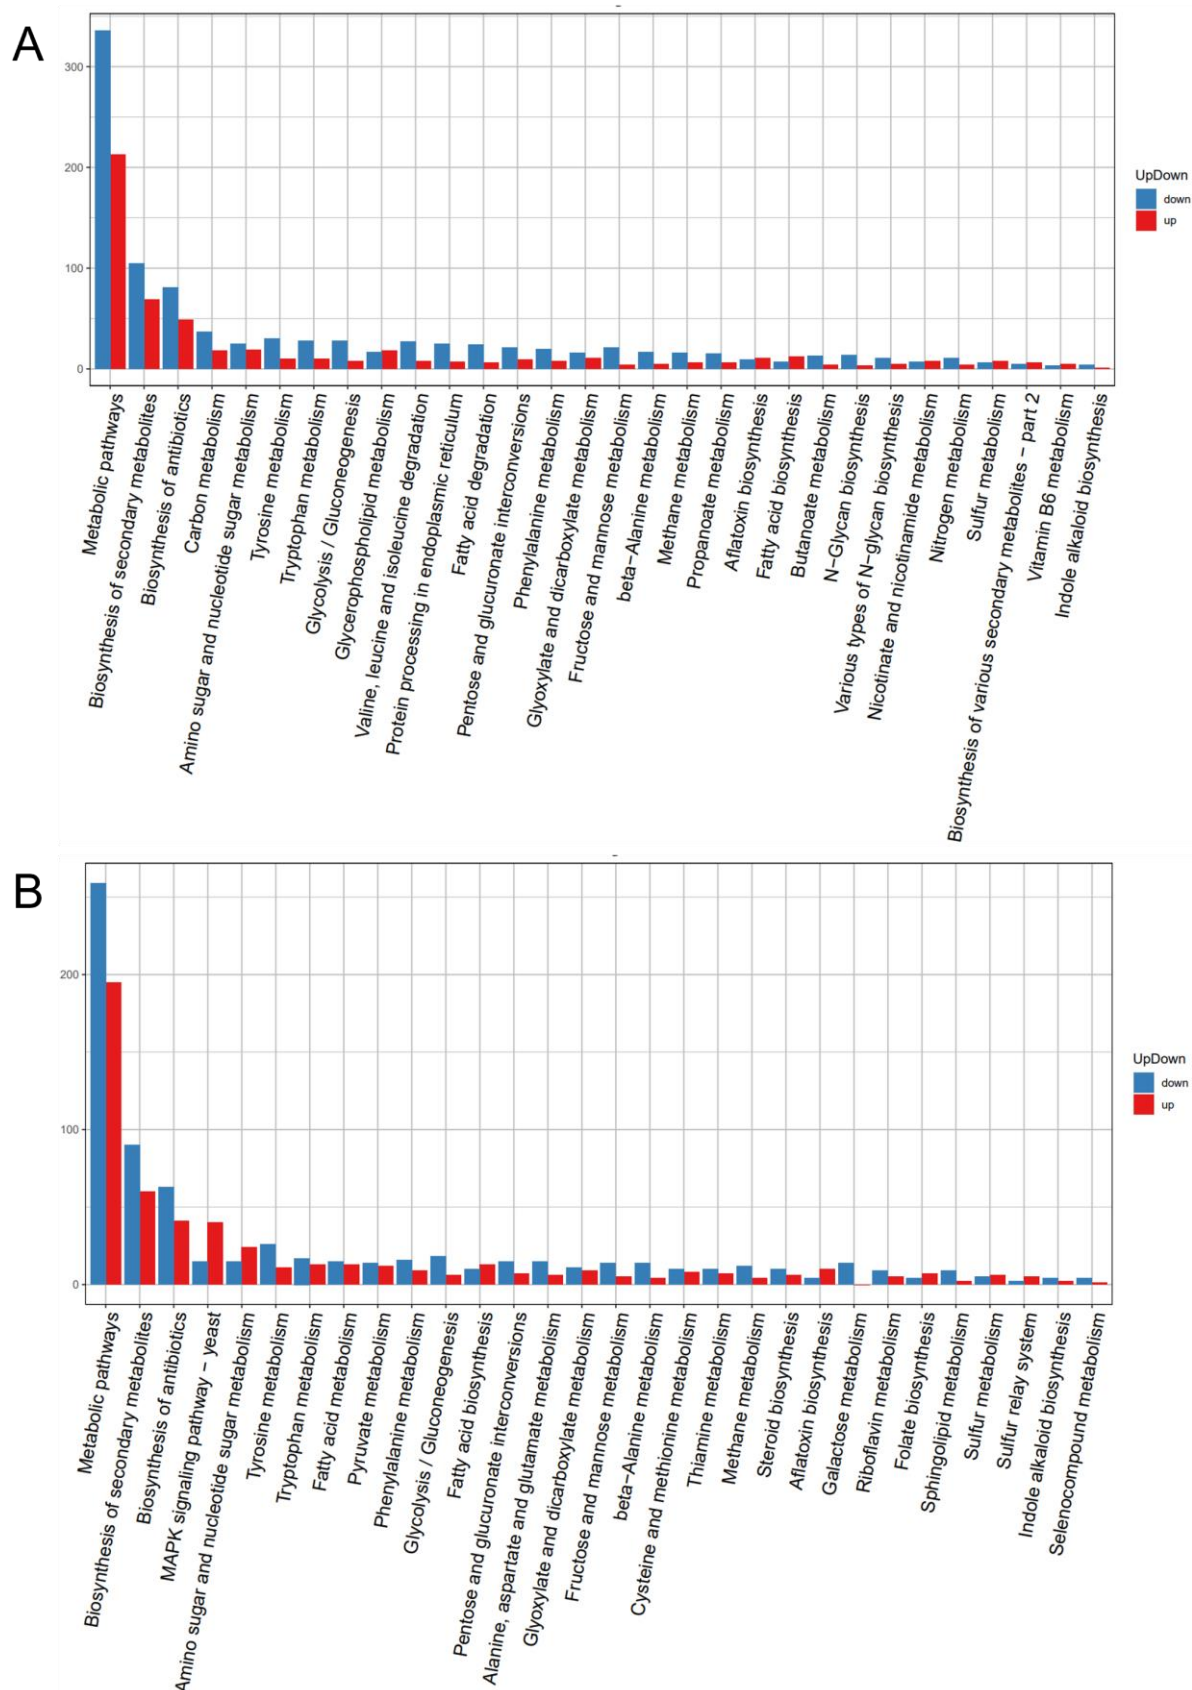 A
300
200
100
0
Metabolic pathways
Biosynthesis of secondary metabolites
Biosynthesis of antibiotics
Carbon metabolism
Amino sugar and nucleotide sugar metabolism
Tyrosine metabolism
Tryptophan metabolism
Glycolysis / Gluconeogenesis
Glycerophospholipid metabolism
Valine, leucine and isoleucine degradation
Protein processing in endoplasmic reticulum
Fatty acid degradation
Pentose and glucuronate interconversions
Phenylalanine metabolism
Glyoxylate and dicarboxylate metabolism
Fructose and mannose metabolism
beta−Alanine metabolism
Methane metabolism
Propanoate metabolism
Aflatoxin biosynthesis
Fatty acid biosynthesis
Butanoate metabolism
N−Glycan biosynthesis
Various types of N−glycan biosynthesis
Nicotinate and nicotinamide metabolism
Nitrogen metabolism
Sulfur metabolism
Biosynthesis of various secondary metabolites − part 2
Vitamin B6 metabolism
Indole alkaloid biosynthesis
UpDown
down
up
B
200
100
0
Metabolic pathways
Biosynthesis of secondary metabolites
Biosynthesis of antibiotics
MAPK signaling pathway − yeast
Amino sugar and nucleotide sugar metabolism
Tyrosine metabolism
Tryptophan metabolism
Fatty acid metabolism
Pyruvate metabolism
Phenylalanine metabolism
Glycolysis / Gluconeogenesis
Fatty acid biosynthesis
Pentose and glucuronate interconversions
Alanine, aspartate and glutamate metabolism
Glyoxylate and dicarboxylate metabolism
Fructose and mannose metabolism
beta−Alanine metabolism
Cysteine and methionine metabolism
Thiamine metabolism
Methane metabolism
Steroid biosynthesis
Aflatoxin biosynthesis
Galactose metabolism
Riboflavin metabolism
Folate biosynthesis
Sphingolipid metabolism
Sulfur metabolism
Sulfur relay system
Indole alkaloid biosynthesis
Selenocompound metabolism
UpDown
down
up